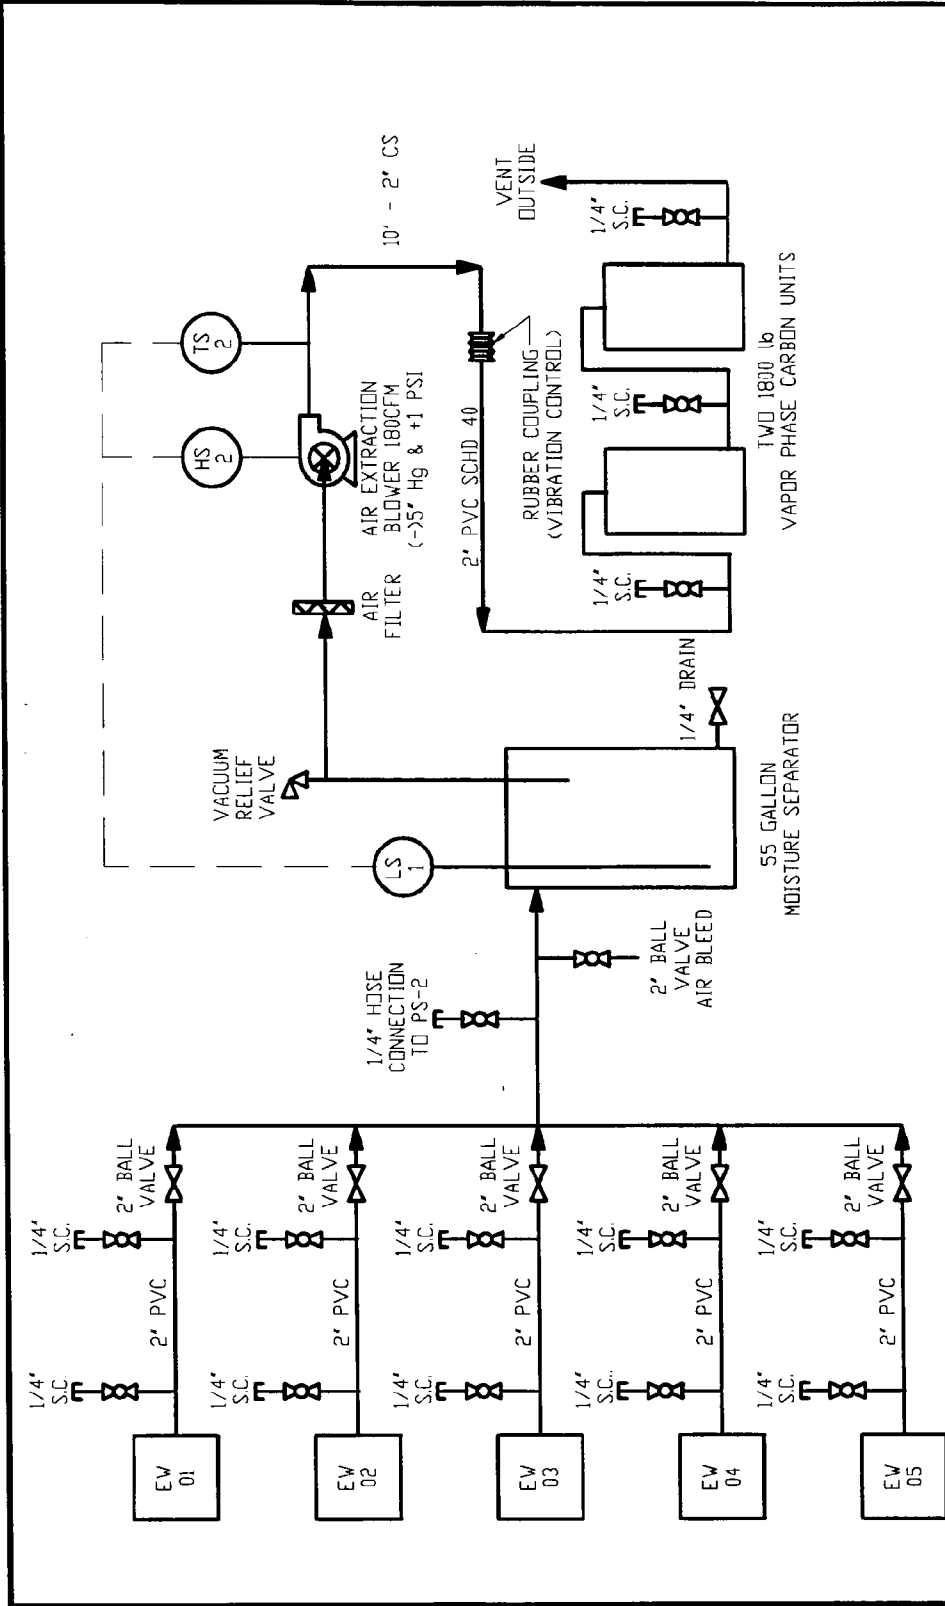 EW
01
1/4"
S.C.
2" PVC
1/4"
S.C.
2" BALL
VALVE
EW
02
1/4"
S.C.
2" PVC
1/4"
S.C.
2" BALL
VALVE
EW
03
1/4"
S.C.
2" PVC
1/4"
S.C.
2" BALL
VALVE
EW
04
1/4"
S.C.
2" PVC
1/4"
S.C.
2" BALL
VALVE
EW
05
1/4"
S.C.
2" PVC
1/4"
S.C.
2" BALL
VALVE
1/4" HOSE
CONNECTION
TO PS-2
2" BALL
VALVE
AIR BLEED
LS
1
55 GALLON
MOISTURE SEPARATOR
1/4" DRAIN
VACUUM
RELIEF
VALVE
AIR
FILTER
HS
2
TS
2
AIR EXTRACTION
BLOWER 180CFM
(-)5" Hg & +1 PSI
10' - 2" CS
2" PVC SCHD 40
RUBBER COUPLING
(VIBRATION CONTROL)
1/4"
S.C.
1/4"
S.C.
1/4"
S.C.
VENT
OUTSIDE
TWO 1800 lb
VAPOR PHASE CARBON UNITS